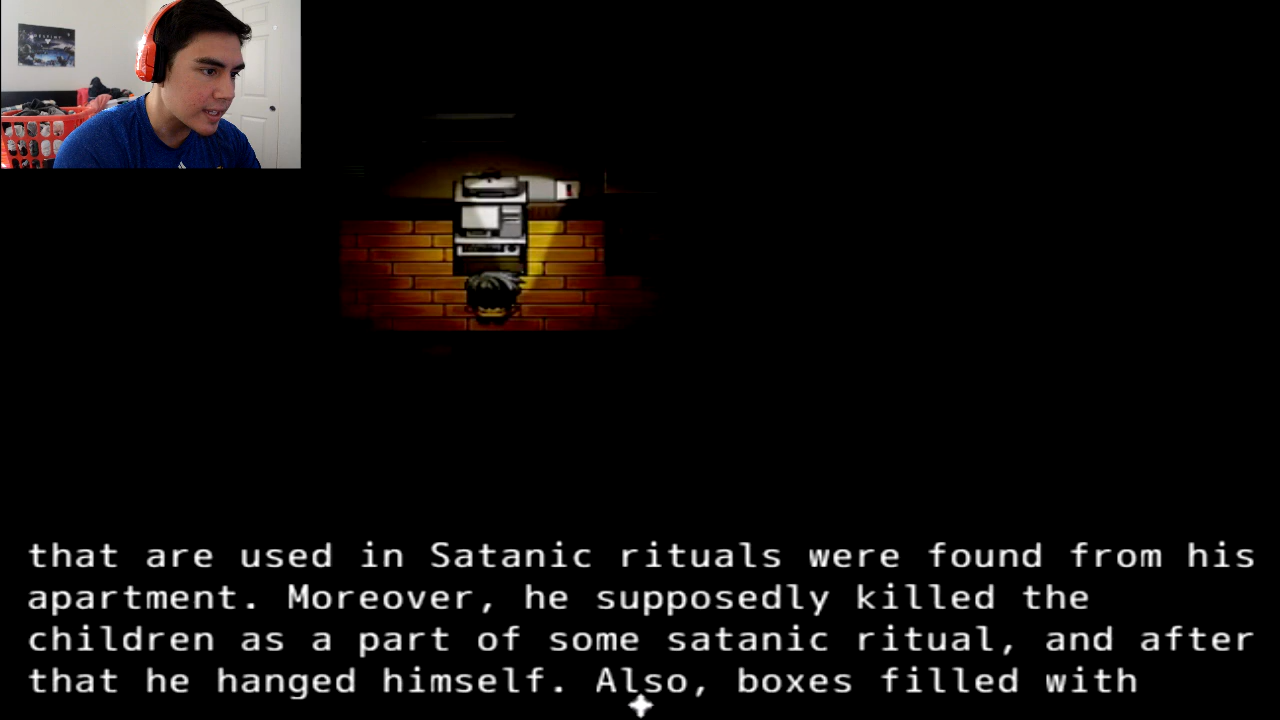 that are used in Satanic rituals were found from his
apartment. Moreover, he supposedly killed the
children as a part of some satanic ritual, and after
that he hanged himself. Also, boxes filled with